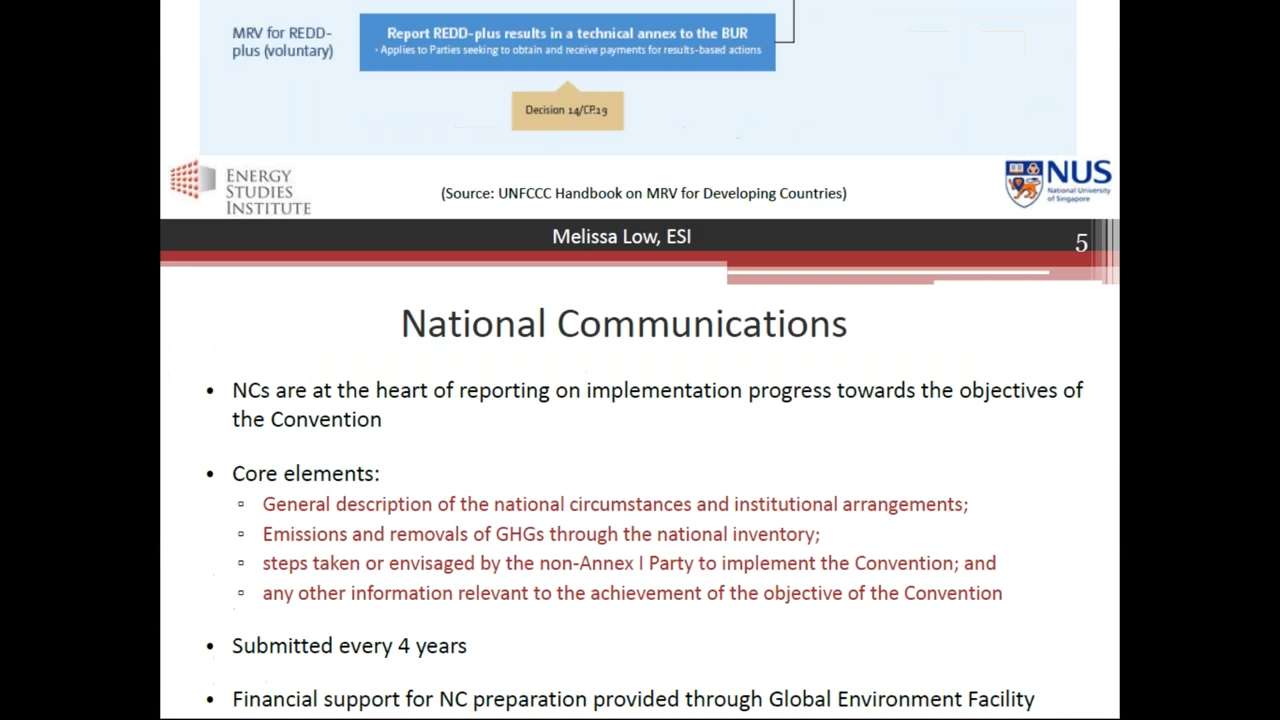 MRV for REDD-
plus (voluntary)
Report REDD-plus results in a technical annex to the BUR
• Applies to Parties seeking to obtain and receive payments for results-based actions
Decision 14/CP.19
ENERGY
STUDIES
INSTITUTE
(Source: UNFCCC Handbook on MRV for Developing Countries)
NUS
National University
of Singapore
Melissa Low, ESI
5
National Communications
• NCs are at the heart of reporting on implementation progress towards the objectives of
the Convention
• Core elements:
▫ General description of the national circumstances and institutional arrangements;
▫ Emissions and removals of GHGs through the national inventory;
▫ steps taken or envisaged by the non-Annex I Party to implement the Convention; and
▫ any other information relevant to the achievement of the objective of the Convention
• Submitted every 4 years
• Financial support for NC preparation provided through Global Environment Facility